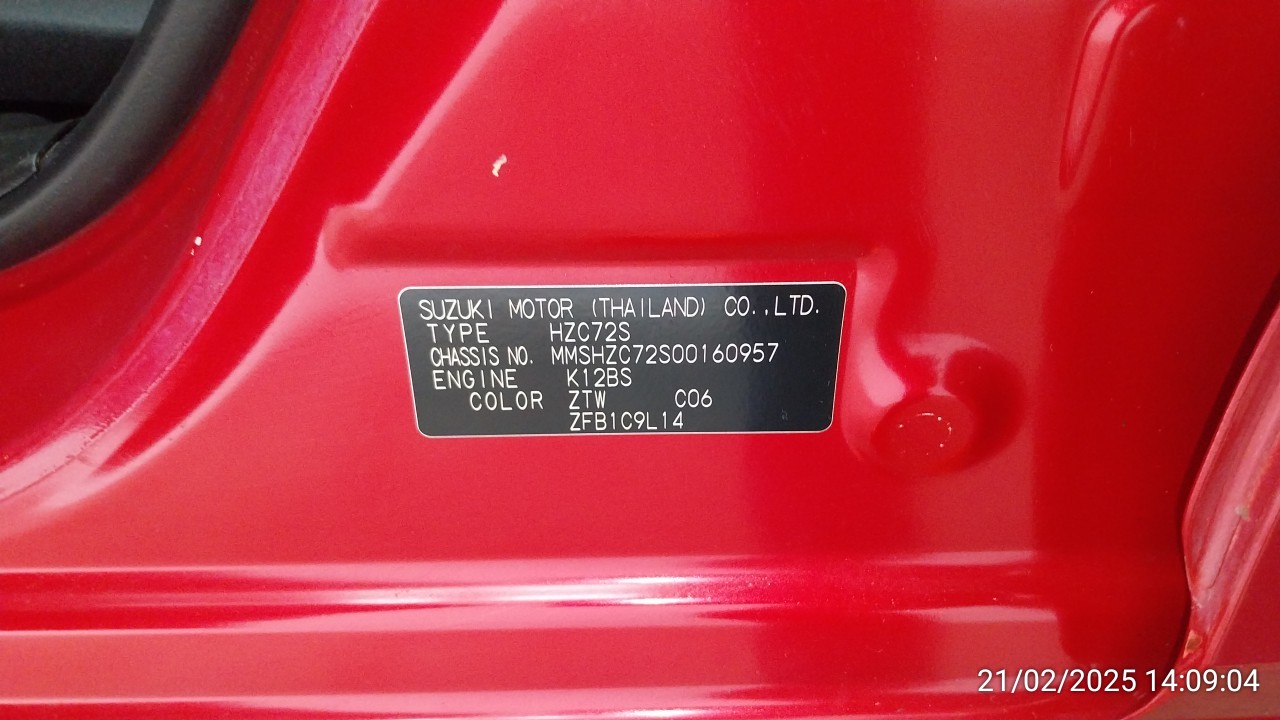 SUZUKI MOTOR (THAILAND) CO.,LTD.
TYPE HZC72S
CHASSIS NO. MMSHZC72S00160957
ENGINE K12BS
COLOR ZTW C06
ZFB1C9L14
21/02/2025 14:09:04